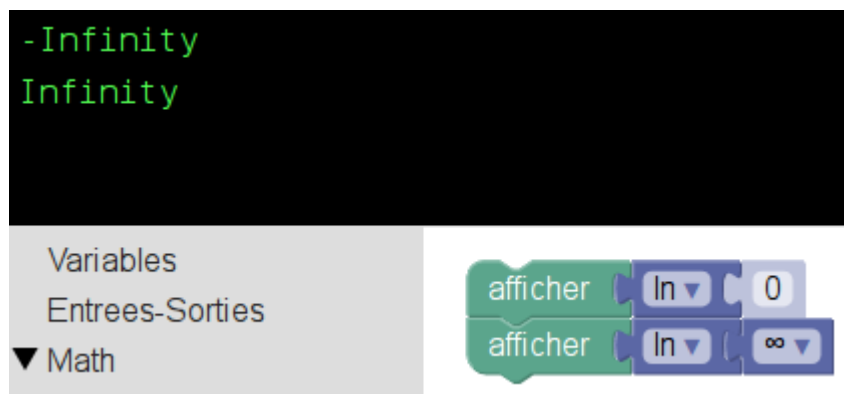 -Infinity
Infinity
Variables
Entrees-Sorties
▼ Math
afficher ln ▾ 0
afficher ln ▾ ∞ ▾